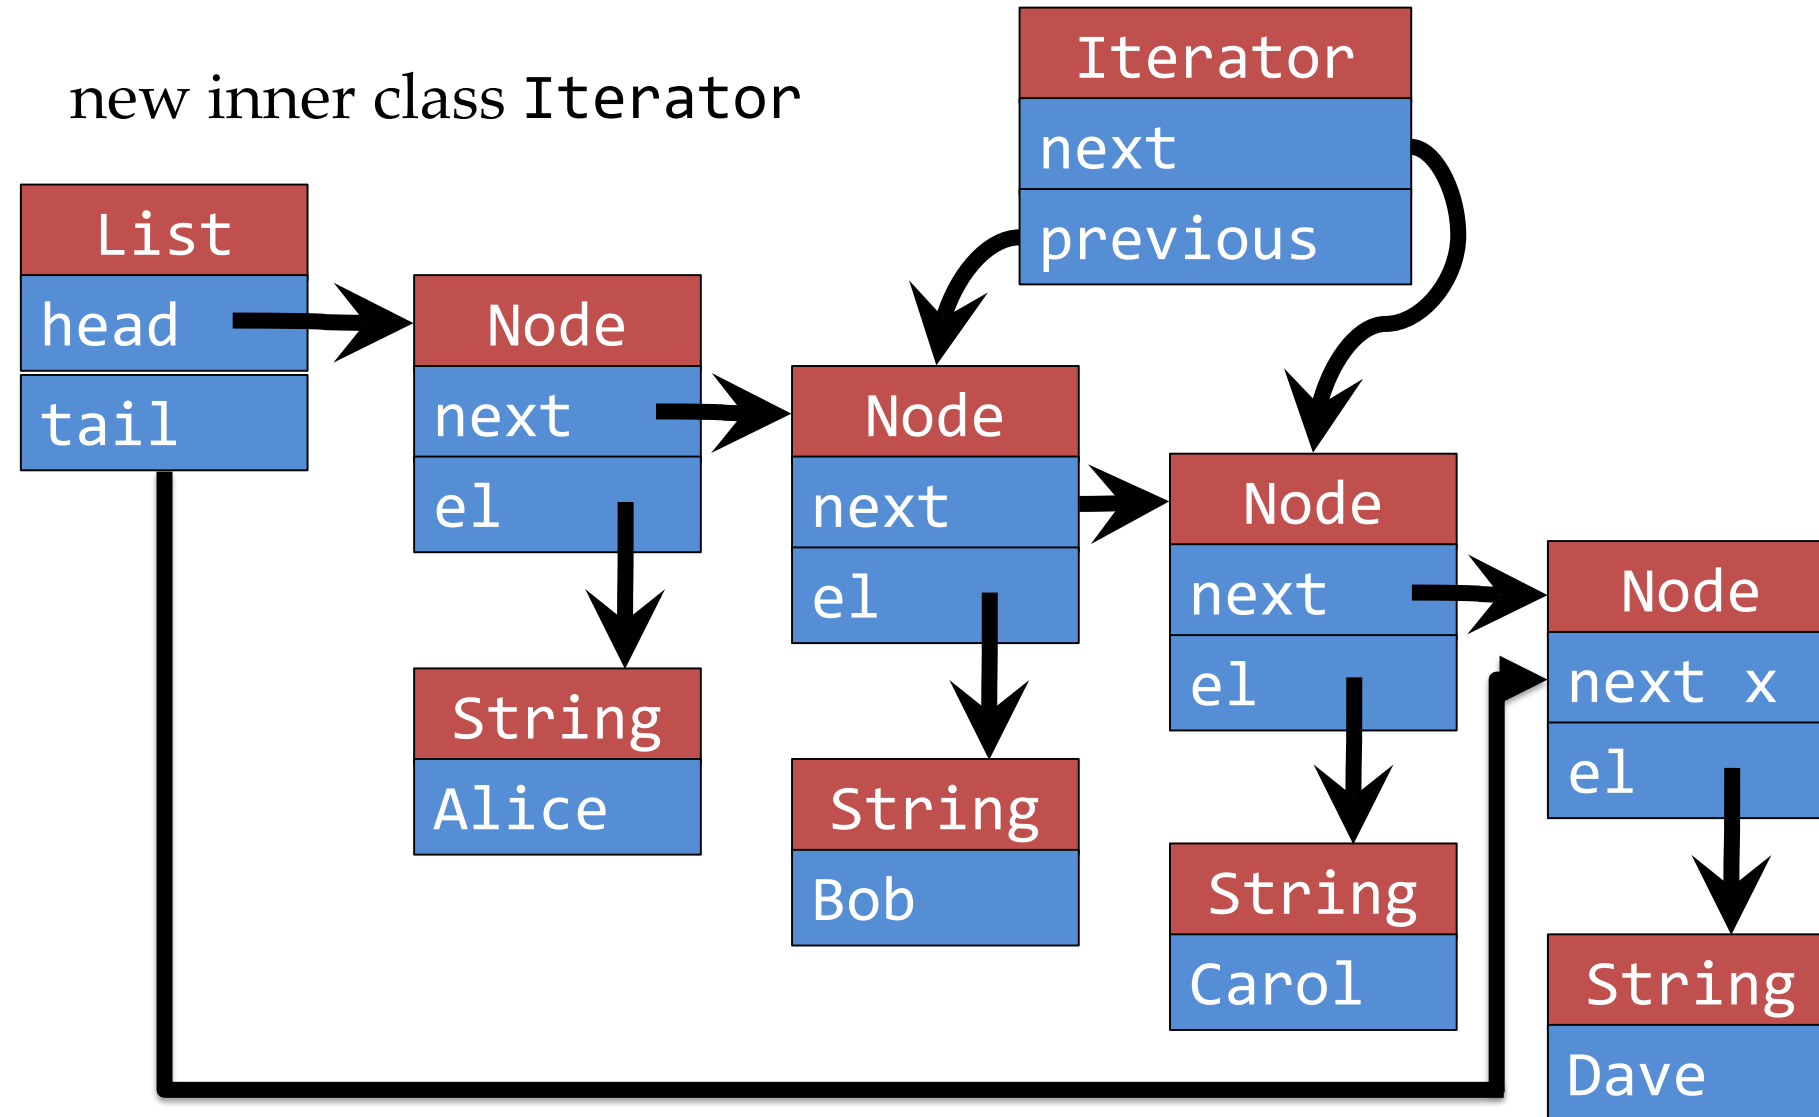 new inner class Iterator
Iterator
next
previous
List
head
tail
Node
next
el
String
Alice
Node
next
el
String
Bob
Node
next
el
String
Carol
Node
next x
el
String
Dave